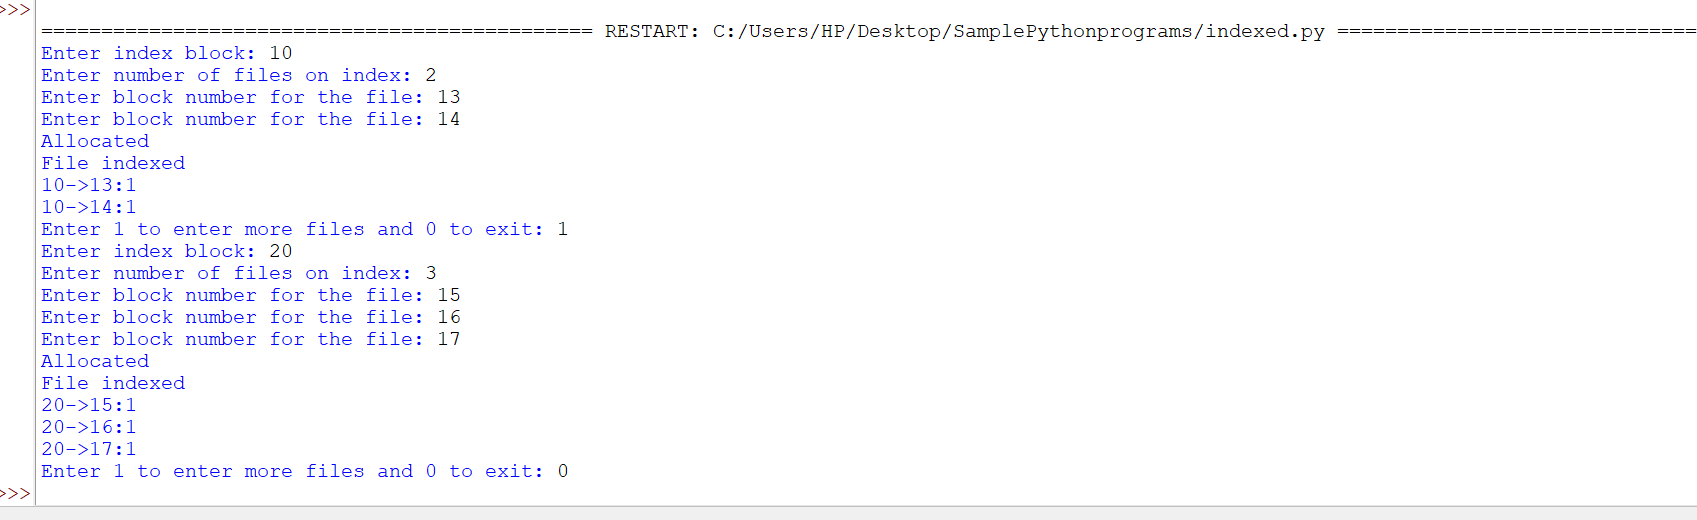 >>>
============================================== RESTART: C:/Users/HP/Desktop/SamplePythonprograms/indexed.py ==============================
Enter index block: 10
Enter number of files on index: 2
Enter block number for the file: 13
Enter block number for the file: 14
Allocated
File indexed
10->13:1
10->14:1
Enter 1 to enter more files and 0 to exit: 1
Enter index block: 20
Enter number of files on index: 3
Enter block number for the file: 15
Enter block number for the file: 16
Enter block number for the file: 17
Allocated
File indexed
20->15:1
20->16:1
20->17:1
Enter 1 to enter more files and 0 to exit: 0
>>>